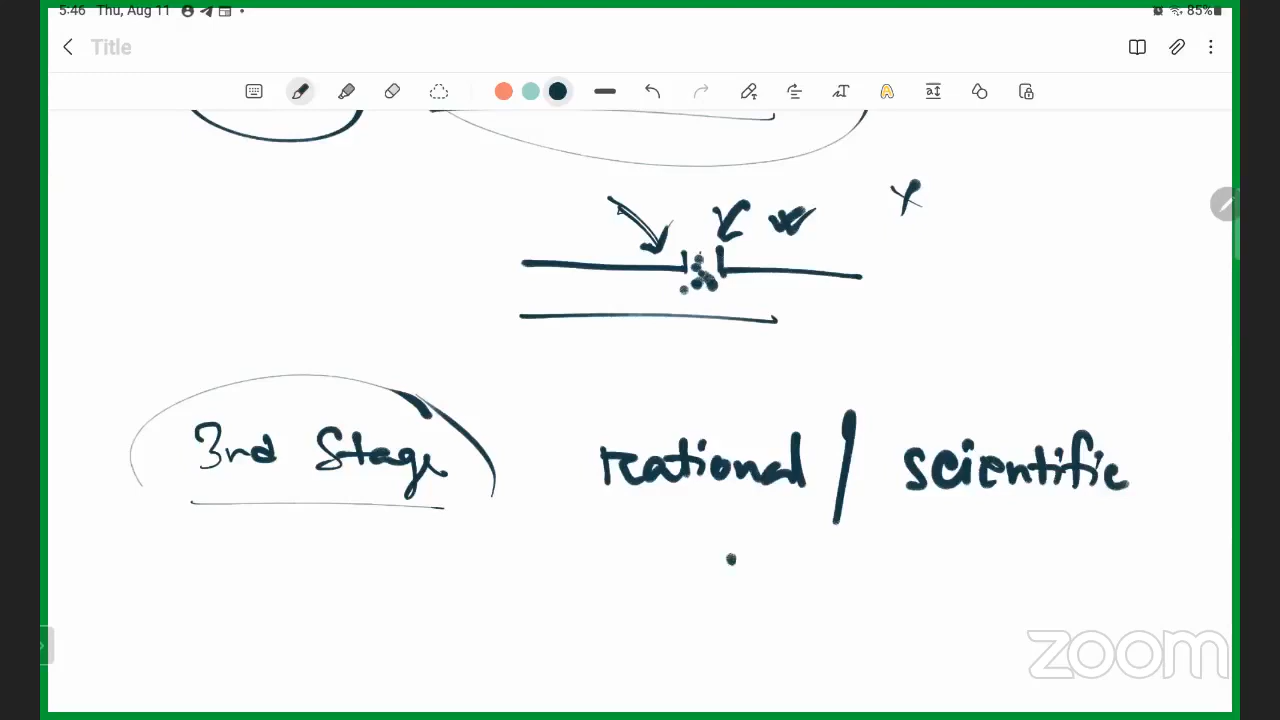 5:46 Thu, Aug 11
85%
Title
3rd Stage rational / scientific
zoom